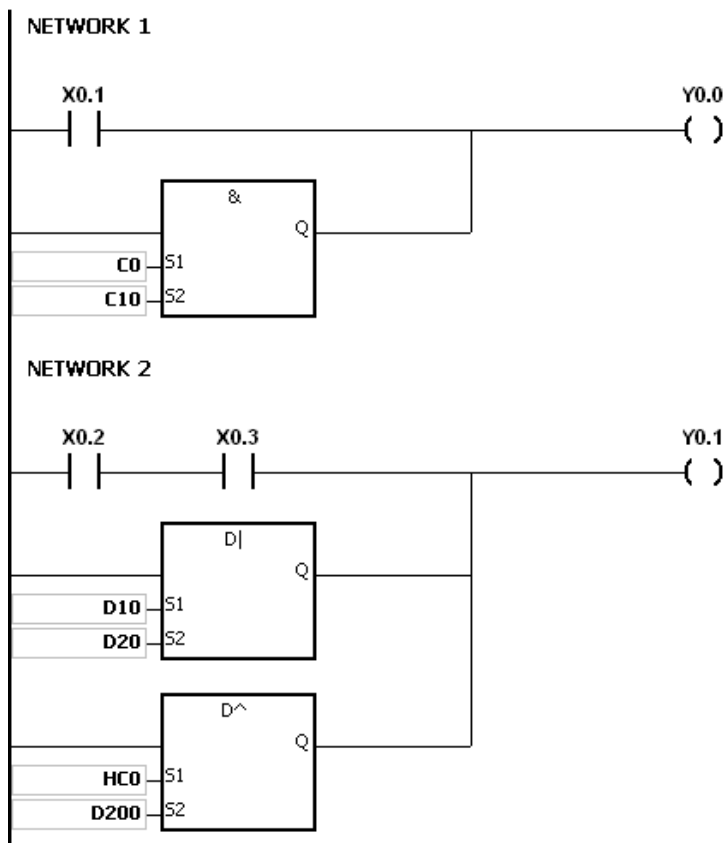 NETWORK 1
X0.1 Y0.0
&
Q
C0 S1
C10 S2
NETWORK 2
X0.2 X0.3 Y0.1
D|
Q
D10 S1
D20 S2
D^
Q
HC0 S1
D200 S2